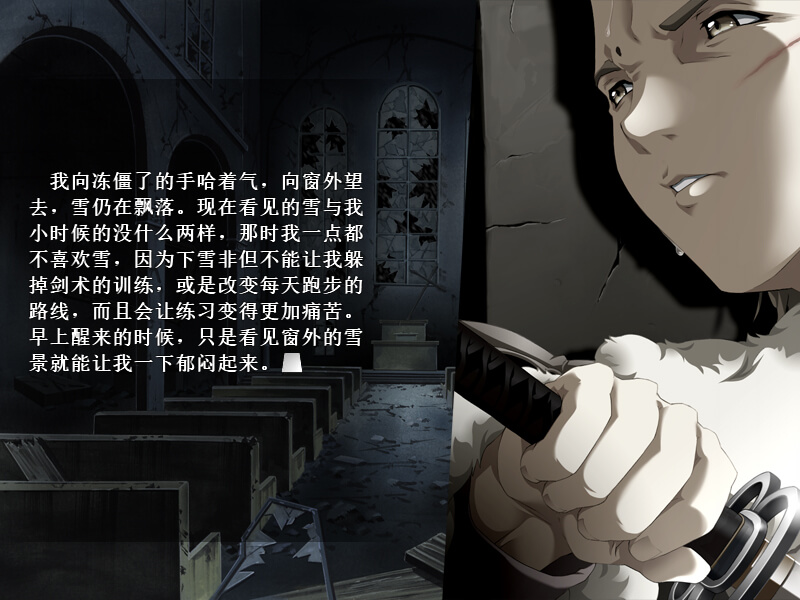 我向冻僵了的手哈着气，向窗外望
去，雪仍在飘落。现在看见的雪与我
小时候的没什么两样，那时我一点都
不喜欢雪，因为下雪非但不能让我躲
掉剑术的训练，或是改变每天跑步的
路线，而且会让练习变得更加痛苦。
早上醒来的时候，只是看见窗外的雪
景就能让我一下郁闷起来。